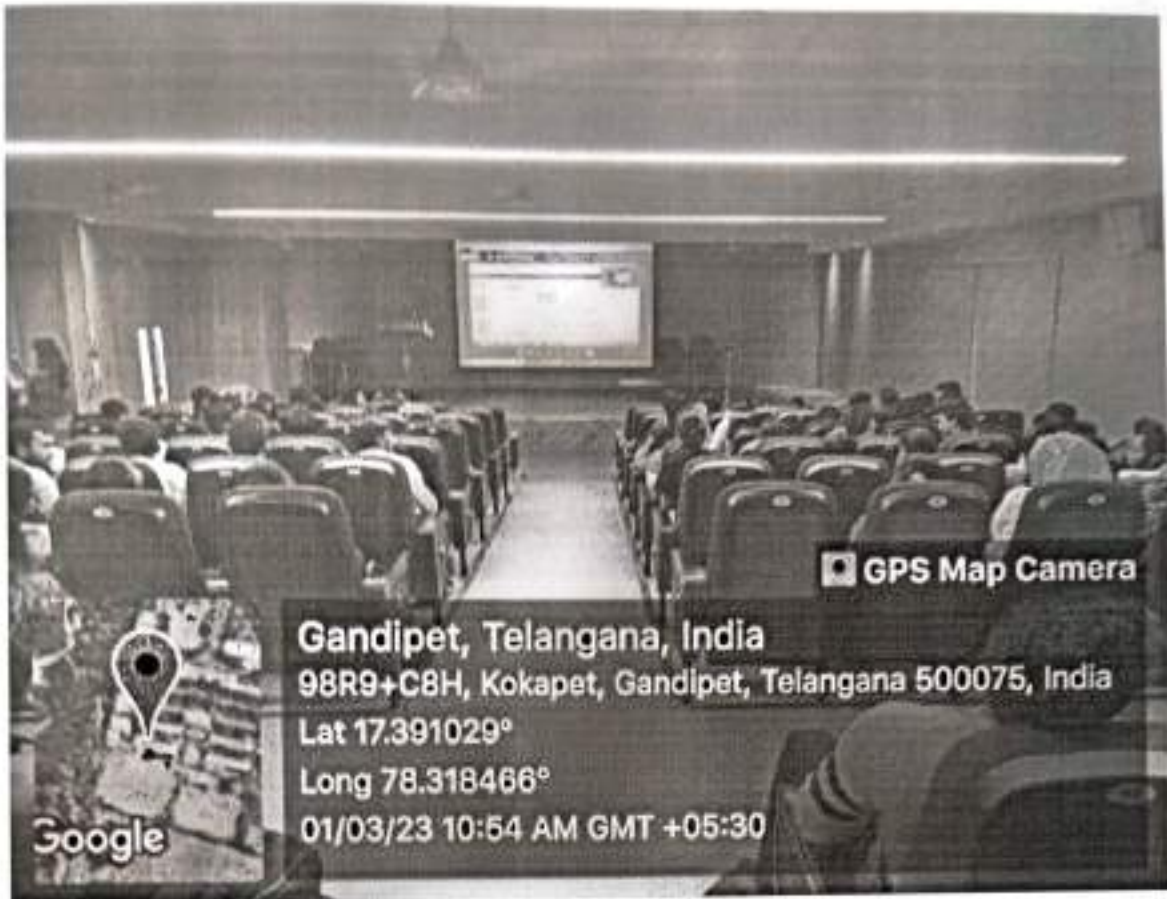 GPS Map Camera
Gandipet, Telangana, India
98R9+C8H, Kokapet, Gandipet, Telangana 500075, India
Lat 17.391029°
Long 78.318466°
01/03/23 10:54 AM GMT +05:30
Google